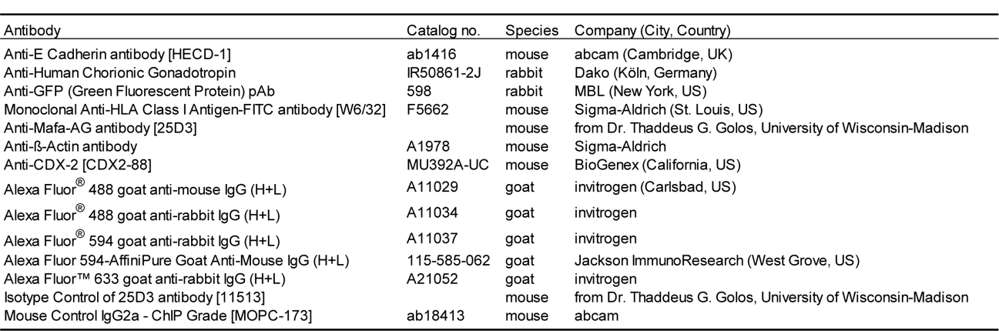 Antibody Catalog no. Species Company (City, Country)
Anti-E Cadherin antibody [HECD-1] ab1416 mouse abcam (Cambridge, UK)
Anti-Human Chorionic Gonadotropin IR50861-2J rabbit Dako (Köln, Germany)
Anti-GFP (Green Fluorescent Protein) pAb 598 rabbit MBL (New York, US)
Monoclonal Anti-HLA Class I Antigen-FITC antibody [W6/32] F5662 mouse Sigma-Aldrich (St. Louis, US)
Anti-Mafa-AG antibody [25D3] mouse from Dr. Thaddeus G. Golos, University of Wisconsin-Madison
Anti-ß-Actin antibody A1978 mouse Sigma-Aldrich
Anti-CDX-2 [CDX2-88] MU392A-UC mouse BioGenex (California, US)
Alexa Fluor® 488 goat anti-mouse IgG (H+L) A11029 goat invitrogen (Carlsbad, US)
Alexa Fluor® 488 goat anti-rabbit IgG (H+L) A11034 goat invitrogen
Alexa Fluor® 594 goat anti-rabbit IgG (H+L) A11037 goat invitrogen
Alexa Fluor 594-AffiniPure Goat Anti-Mouse IgG (H+L) 115-585-062 goat Jackson ImmunoResearch (West Grove, US)
Alexa Fluor™ 633 goat anti-rabbit IgG (H+L) A21052 goat invitrogen
Isotype Control of 25D3 antibody [11513] mouse from Dr. Thaddeus G. Golos, University of Wisconsin-Madison
Mouse Control IgG2a - ChIP Grade [MOPC-173] ab18413 mouse abcam